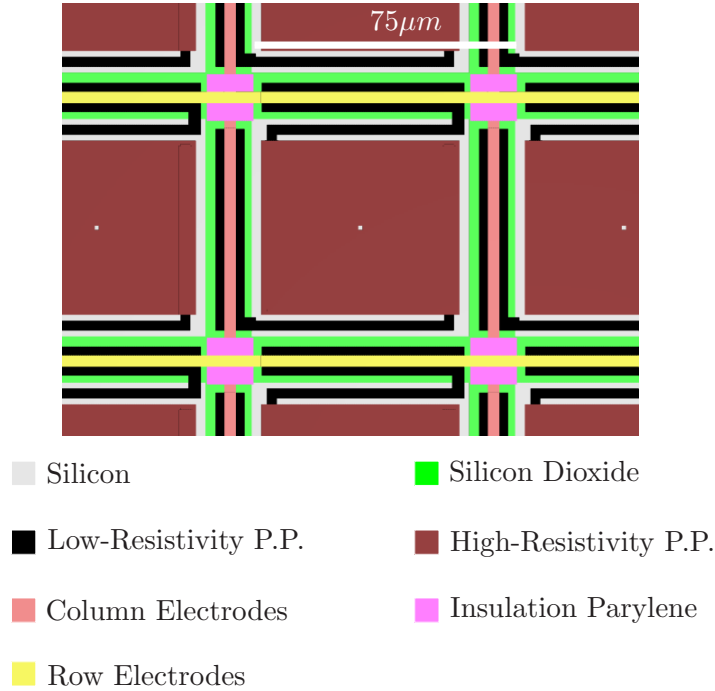 75μm
Silicon
Silicon Dioxide
Low-Resistivity P.P.
High-Resistivity P.P.
Column Electrodes
Insulation Parylene
Row Electrodes